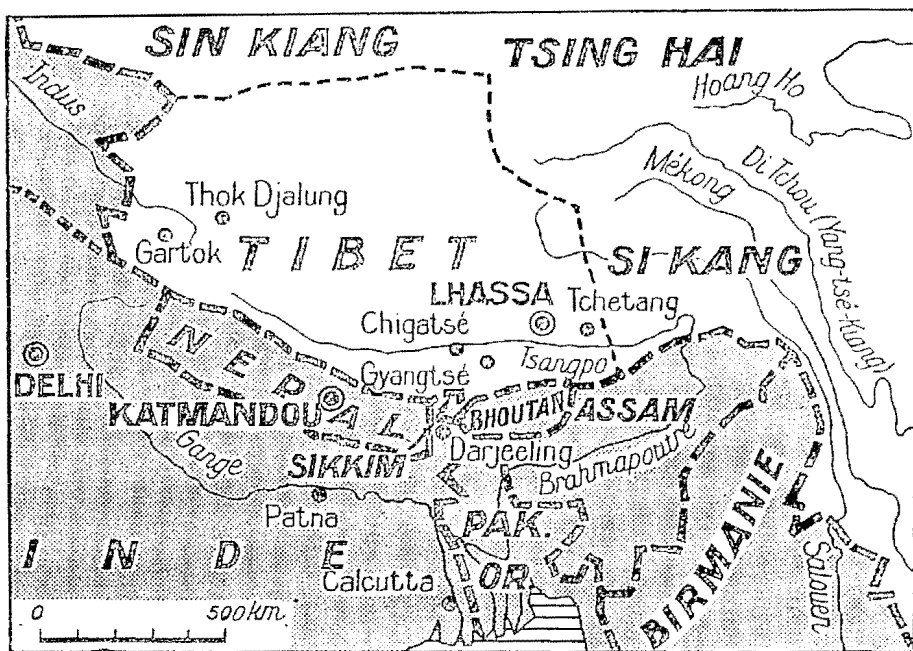 SIN KIANG
TSING HAI
Hoang Ho
Indus
Mékong
Di Tchou (Yang-tsé-Kiang)
Thok Djalung
Gartok
TIBET
SI-KANG
LHASSA
Tchetang
Chigatsé
Gyangtsé
Tsangpo
NEPAL
DELHI
KATMANDOU
BHOUTAN
ASSAM
Gange
SIKKIM
Darjeeling
Brahmapoutre
Patna
PAK.
OR.
INDE
Calcutta
BIRMANIE
Salouen
0 500 km